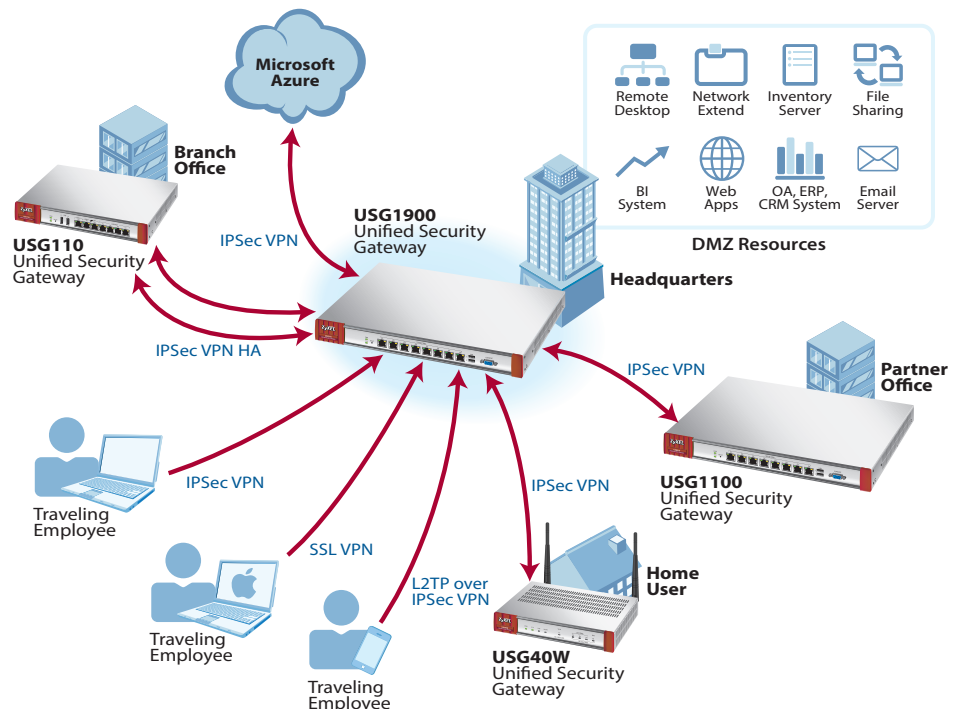 Microsoft
Azure
Remote
Desktop
Network
Extend
Inventory
Server
File
Sharing
BI
System
Web
Apps
OA, ERP,
CRM System
Email
Server
DMZ Resources
Branch
Office
USG110
Unified Security
Gateway
IPSec VPN
USG1900
Unified Security
Gateway
Headquarters
ZyXEL
IPSec VPN HA
IPSec VPN
Partner
Office
USG1100
Unified Security
Gateway
Traveling
Employee
IPSec VPN
SSL VPN
Traveling
Employee
L2TP over
IPSec VPN
Traveling
Employee
IPSec VPN
Home
User
USG40W
Unified Security
Gateway